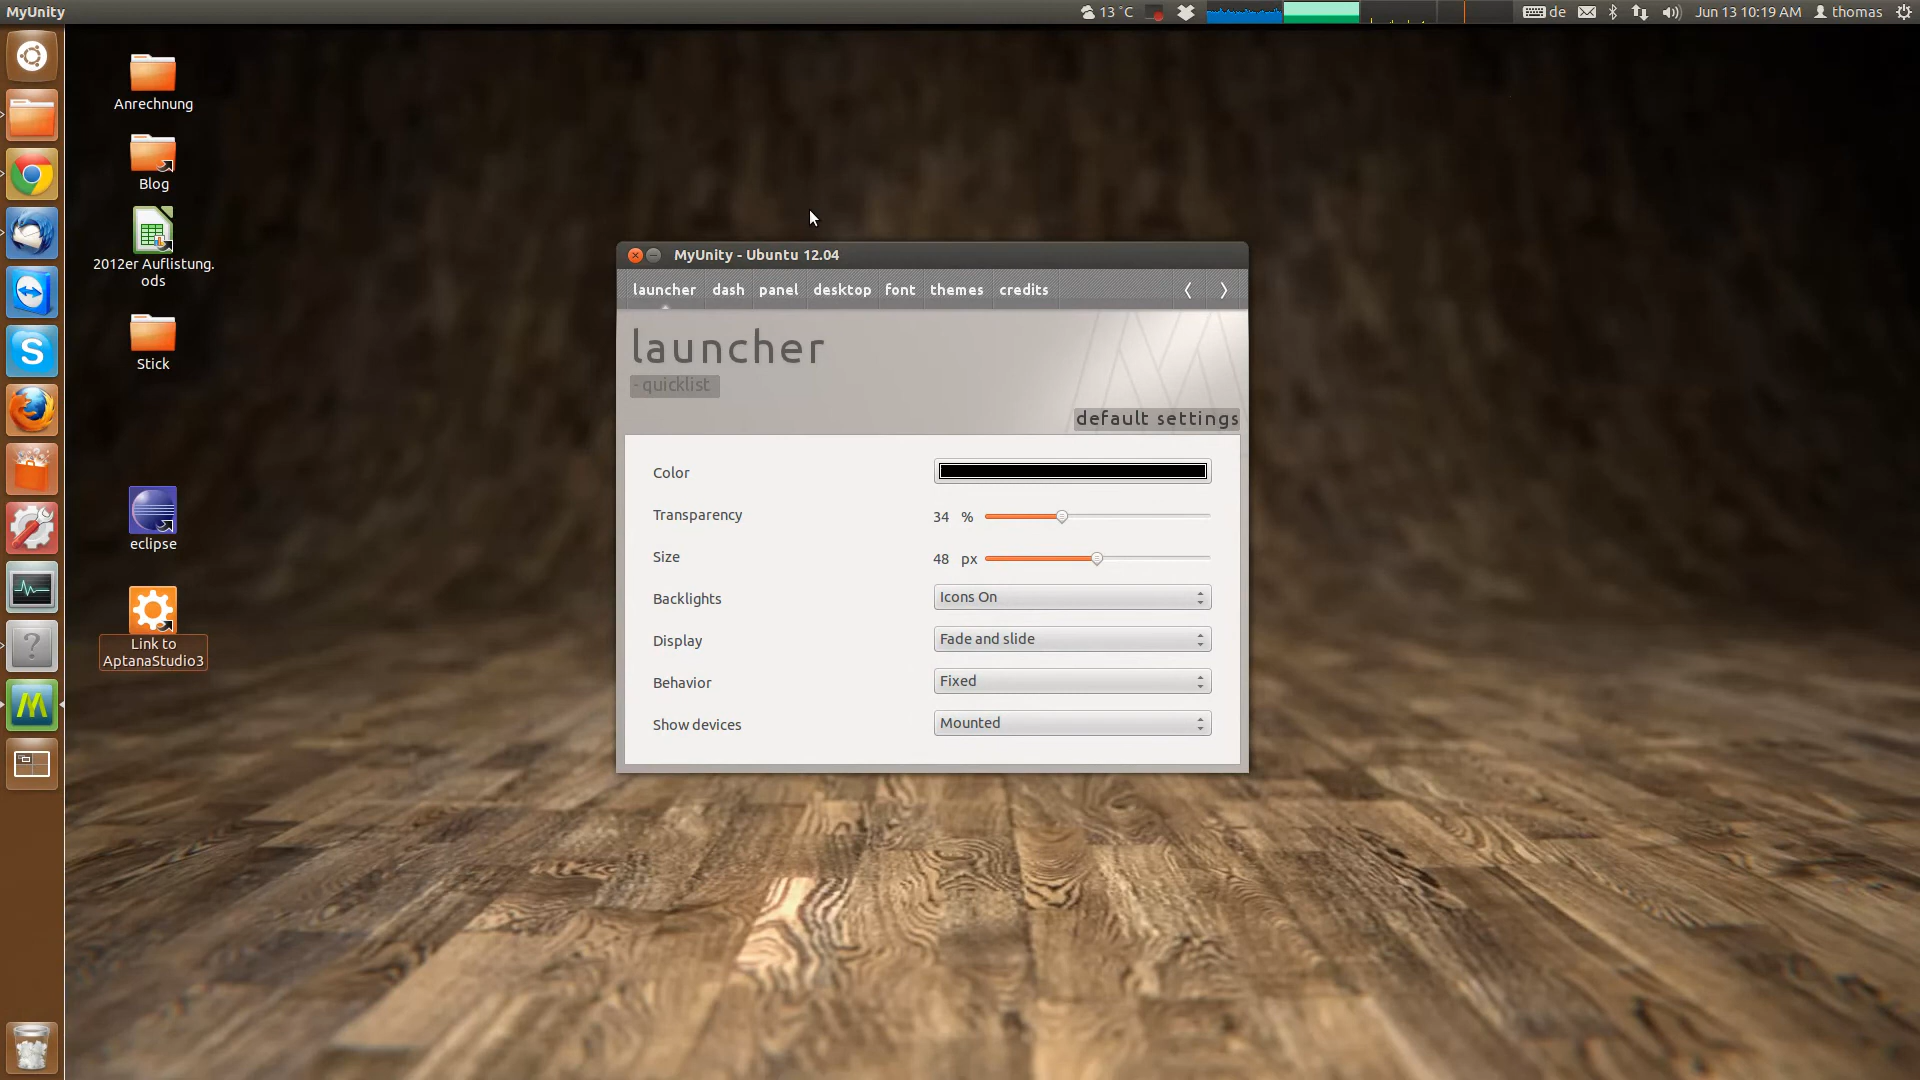 MyUnity
13 °C
de
Jun 13 10:19 AM
thomas
Anrechnung
Blog
2012er Auflistung.
ods
Stick
eclipse
Link to
AptanaStudio3
MyUnity - Ubuntu 12.04
launcher dash panel desktop font themes credits
launcher
- quicklist
default settings
Color
Transparency 34 %
Size 48 px
Backlights Icons On
Display Fade and slide
Behavior Fixed
Show devices Mounted